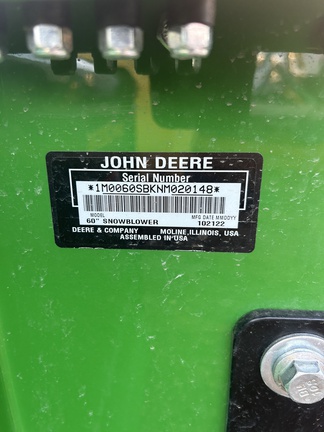 JOHN DEERE
Serial Number
*1M0060SBKNM020148*
MODEL MFG DATE MMDDYY
60" SNOWBLOWER 102122
DEERE & COMPANY MOLINE, ILLINOIS, USA
ASSEMBLED IN USA